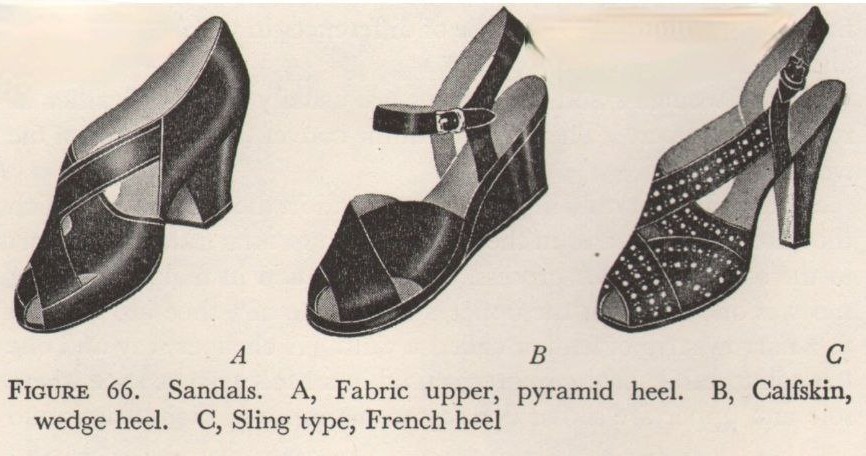 A B C
FIGURE 66. Sandals. A, Fabric upper, pyramid heel. B, Calfskin,
wedge heel. C, Sling type, French heel